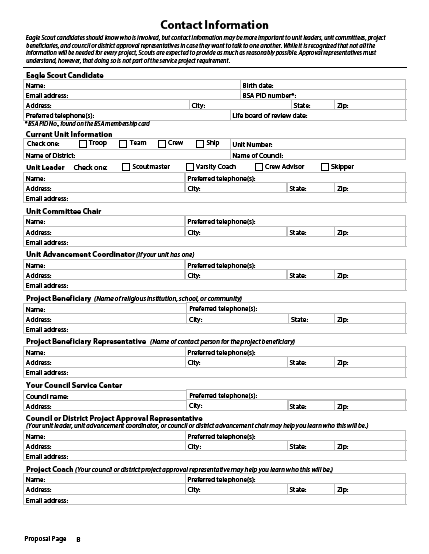 Contact Information
Eagle Scout candidates should know who is involved, but contact information may be more important to unit leaders, unit committees, project
beneficiaries, and council or district approval representatives in case they want to talk to one another. While it is recognized that not all the
information will be needed for every project, Scouts are expected to provide as much as reasonably possible. Approval representatives must
understand, however, that doing so is not part of the service project requirement.
Eagle Scout Candidate
Name: Birth date:
Email address: BSA PID number*:
Address: City: State: Zip:
Preferred telephone(s): Life board of review date:
*BSA PID No., found on the BSA membership card
Current Unit Information
Check one: Troop Team Crew Ship Unit Number:
Name of District: Name of Council:
Unit Leader Check one: Scoutmaster Varsity Coach Crew Advisor Skipper
Name: Preferred telephone(s):
Address: City: State: Zip:
Email address:
Unit Committee Chair
Name: Preferred telephone(s):
Address: City: State: Zip:
Email address:
Unit Advancement Coordinator (if your unit has one)
Name: Preferred telephone(s):
Address: City: State: Zip:
Email address:
Project Beneficiary (Name of religious institution, school, or community)
Name: Preferred telephone(s):
Address: City: State: Zip:
Email address:
Project Beneficiary Representative (Name of contact person for the project beneficiary)
Name: Preferred telephone(s):
Address: City: State: Zip:
Email address:
Your Council Service Center
Council name: Preferred telephone(s):
Address: City: State: Zip:
Council or District Project Approval Representative
(Your unit leader, unit advancement coordinator, or council or district advancement chair may help you learn who this will be.)
Name: Preferred telephone(s):
Address: City: State: Zip:
Email address:
Project Coach (Your council or district project approval representative may help you learn who this will be.)
Name: Preferred telephone(s):
Address: City: State: Zip:
Email address:
Proposal Page 8